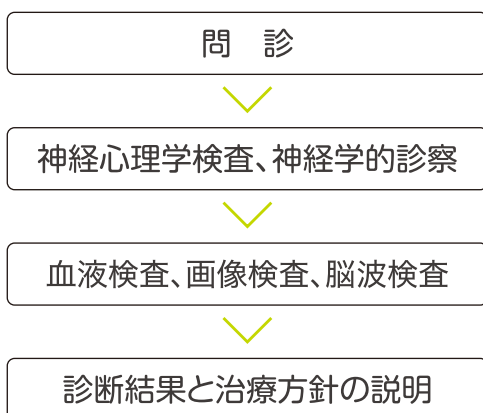 問　診
神経心理学検査、神経学的診察
血液検査、画像検査、脳波検査
診断結果と治療方針の説明